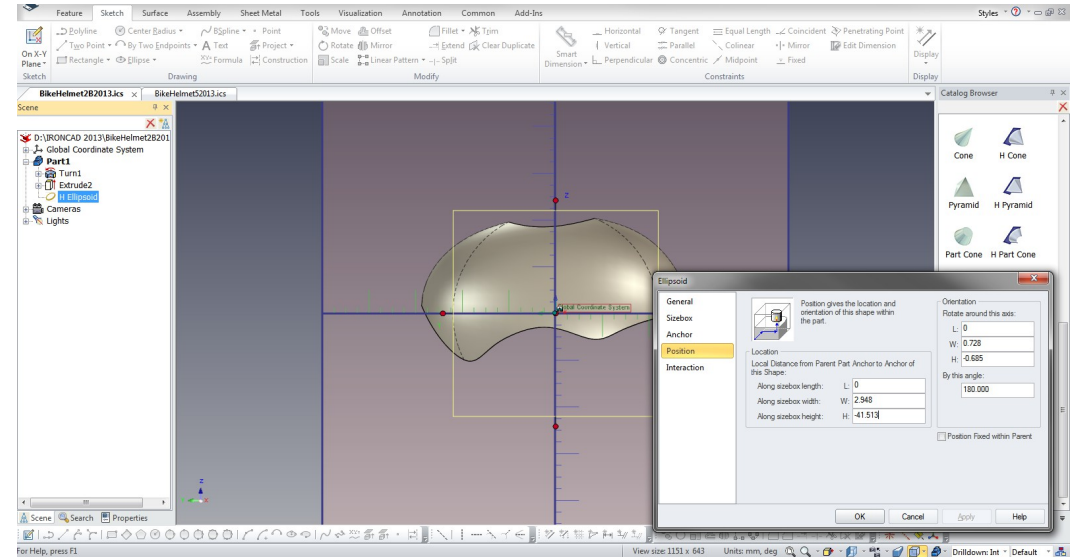 Feature Sketch Surface Assembly Sheet Metal Tools Visualization Annotation Common Add-Ins Styles
Polyline Center Radius BSpline Point Move Offset Fillet Trim Horizontal Tangent Equal Length Coincident Penetrating Point
On X-Y Plane Two Point By Two Endpoints Text Project Rotate Mirror Extend Clear Duplicate Smart Dimension Vertical Parallel Colinear Mirror Edit Dimension Display
Rectangle Ellipse Formula Construction Scale Linear Pattern Split Perpendicular Concentric Midpoint Fixed
Sketch Drawing Modify Constraints Display
BikeHelmet2B2013.ics BikeHelmet52013.ics Catalog Browser
Scene
D:\IRONCAD 2013\BikeHelmet2B201
Global Coordinate System
Part1
Turn1
Extrude2
H Ellipsoid
Cameras
Lights
z
Cone H Cone
Pyramid H Pyramid
Part Cone H Part Cone
Ellipsoid
General
Sizebox
Anchor
Position
Interaction
Position gives the location and
orientation of this shape within
the part.
Location
Local Distance from Parent Part Anchor to Anchor of
this Shape:
Along sizebox length: L: 0
Along sizebox width: W: 2.948
Along sizebox height: H: -41.513
Orientation
Rotate around this axis:
L: 0
W: 0.728
H: -0.685
By this angle:
180.000
Position Fixed within Parent
OK Cancel Apply Help
z
Scene Search Properties
For Help, press F1 View size: 1151 x 643 Units: mm, deg Drilldown: Int Default